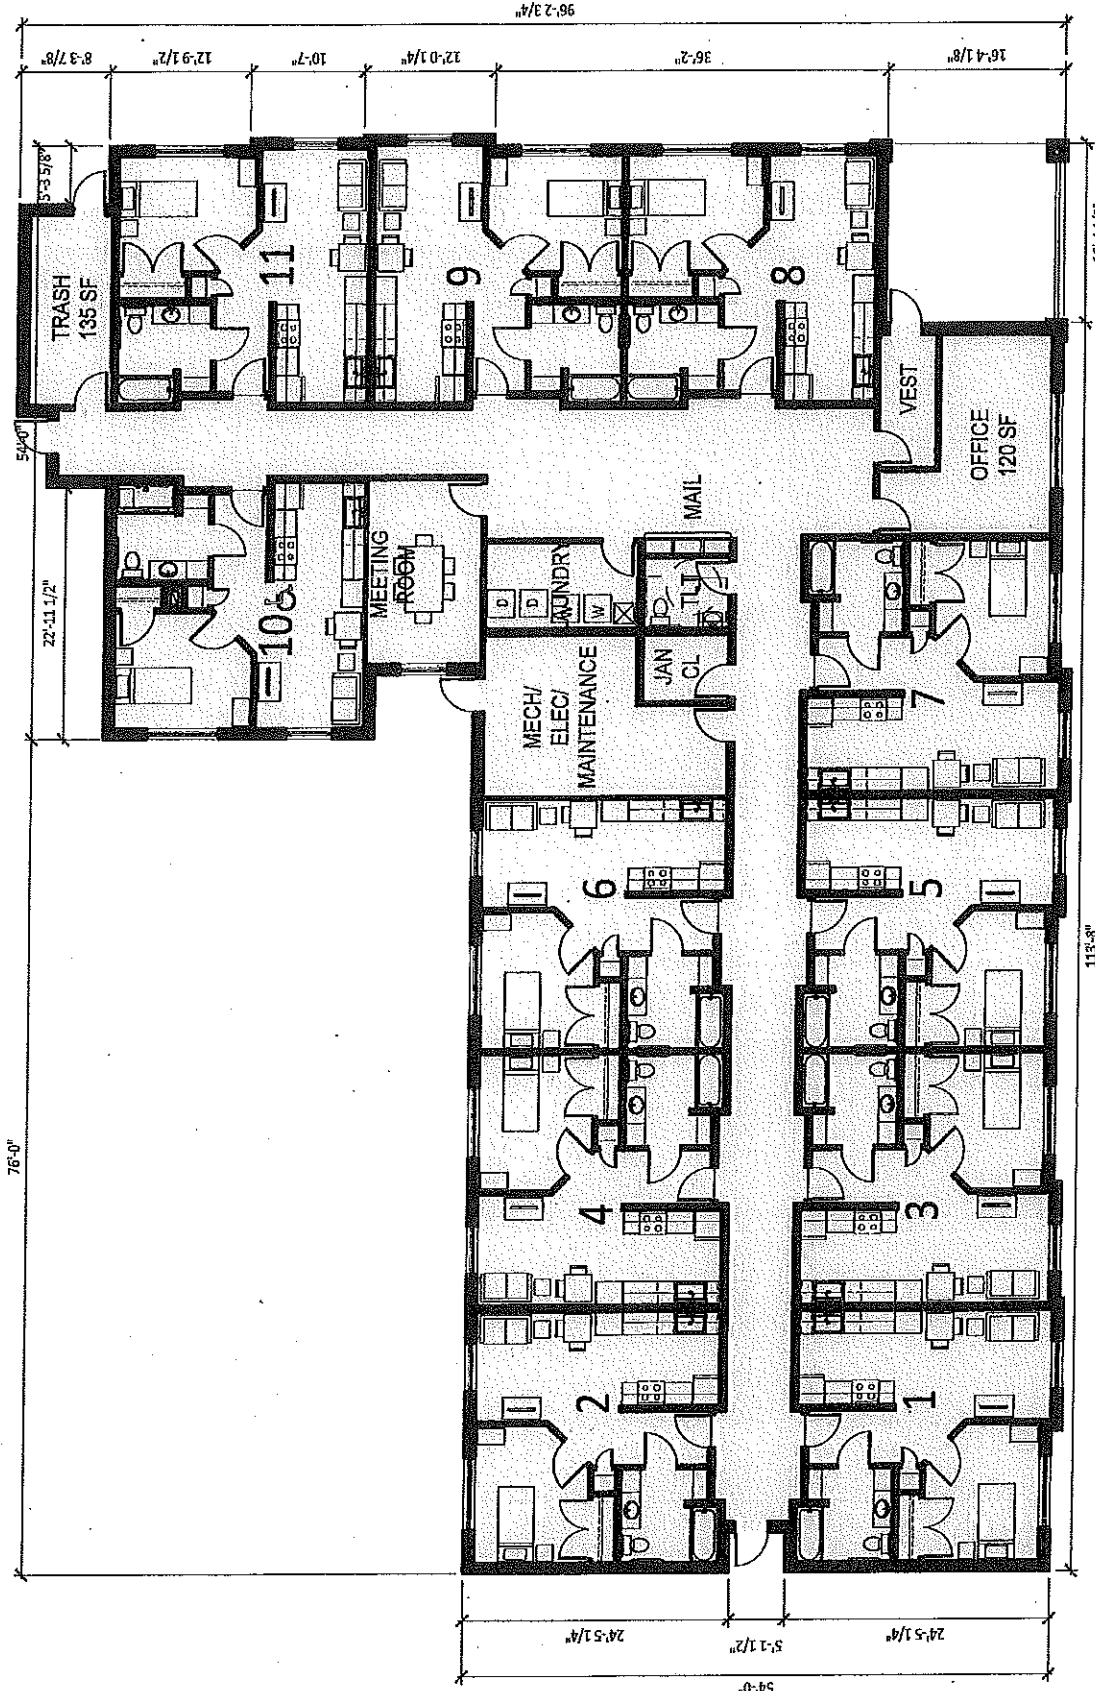 96'-2 3/4"
8'-3 7/8"
12'-9 1/2"
10'-7"
12'-0 1/4"
36'-2"
16'-4 1/8"
5'-3 5/8"
54'-0"
22'-11 1/2"
76'-0"
TRASH
135 SF
11
9
8
VEST
OFFICE
120 SF
10
MEETING
ROOM
D
D
LAUNDRY
W
MAIL
TLT
JAN
CL
MECH/
ELEC/
MAINTENANCE
7
6
5
4
3
2
1
113'-8"
24'-5 1/4"
5'-1 1/2"
24'-5 1/4"
54'-0"